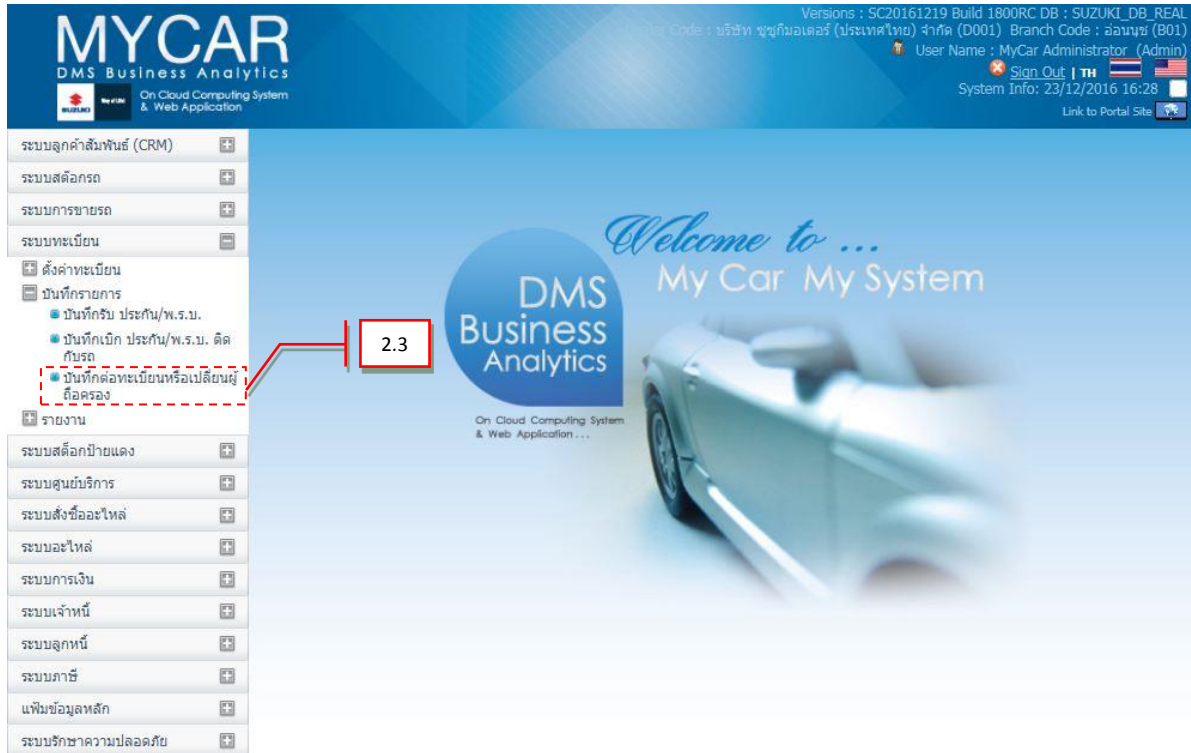 MYCAR
DMS Business Analytics
On Cloud Computing System
& Web Application
SUZUKI
Way of Life!
Versions : SC20161219 Build 1800RC DB : SUZUKI_DB_REAL
Code : บริษัท ซูซูกิมอเตอร์ (ประเทศไทย) จำกัด (D001) Branch Code : อ่อนนุช (B01)
User Name : MyCar Administrator (Admin)
Sign Out | TH
System Info: 23/12/2016 16:28
Link to Portal Site
ระบบลูกค้าสัมพันธ์ (CRM)
ระบบสต๊อกรถ
ระบบการขายรถ
ระบบทะเบียน
ตั้งค่าทะเบียน
บันทึกรายการ
บันทึกรับ ประกัน/พ.ร.บ.
บันทึกเบิก ประกัน/พ.ร.บ. ติด
กับรถ
บันทึกต่อทะเบียนหรือเปลี่ยนผู้
ถือครอง
รายงาน
ระบบสต็อกป้ายแดง
ระบบศูนย์บริการ
ระบบสั่งซื้ออะไหล่
ระบบอะไหล่
ระบบการเงิน
ระบบเจ้าหนี้
ระบบลูกหนี้
ระบบภาษี
แฟ้มข้อมูลหลัก
ระบบรักษาความปลอดภัย
2.3
Welcome to ...
My Car My System
DMS
Business
Analytics
On Cloud Computing System
& Web Application...